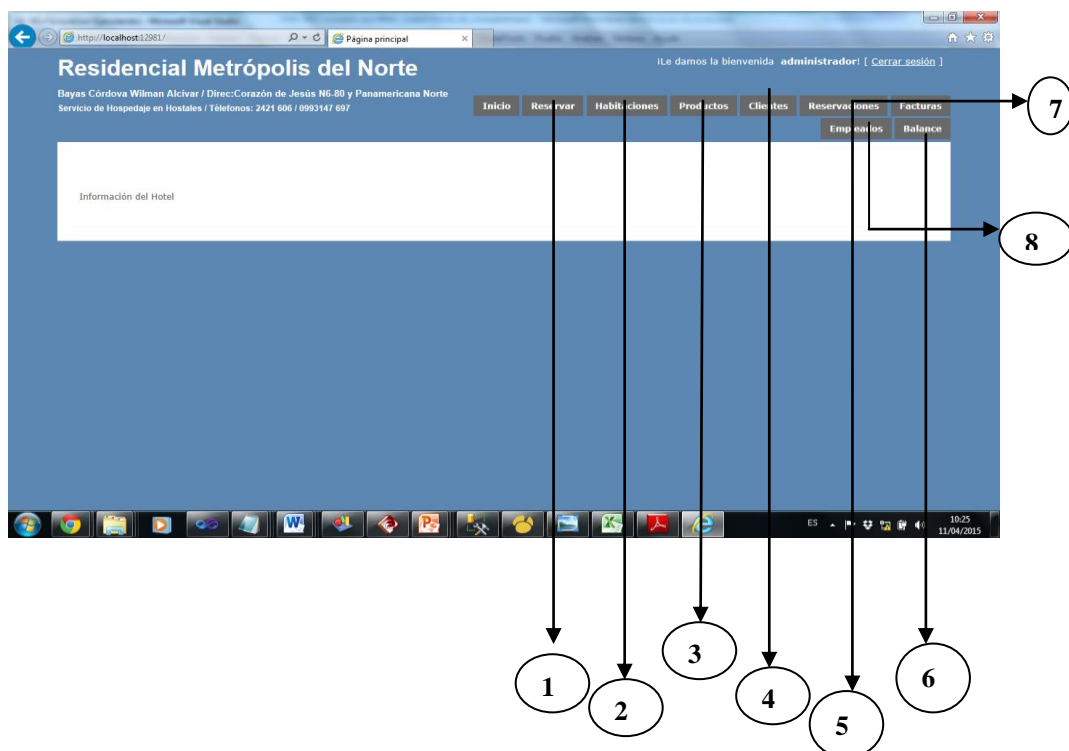 http://localhost:12981/
Página principal
Residencial Metrópolis del Norte
¡Le damos la bienvenida administrador! [ Cerrar sesión ]
Bayas Córdova Wilman Alcívar / Direc:Corazón de Jesús N6-80 y Panamericana Norte
Servicio de Hospedaje en Hostales / Télefonos: 2421 606 / 0993147 697
Inicio Reservar Habitaciones Productos Clientes Reservaciones Facturas
Empleados Balance
Información del Hotel
7
8
ES
10:25
11/04/2015
1
2
3
4
5
6